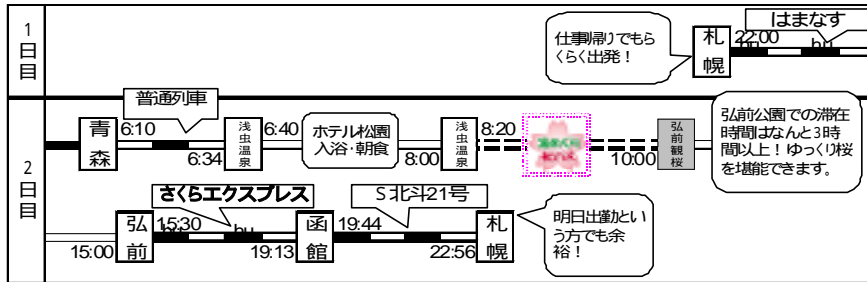 1日目
仕事帰りでもら
くらく出発！
札幌
22:00
はまなす
2日目
青森
6:10
普通列車
6:34
浅虫温泉
6:40
ホテル松園
入浴・朝食
8:00
浅虫温泉
8:20
10:00
弘前観桜
弘前公園での滞在
時間はなんと3時
間以上！ゆっくり桜
を堪能できます。
15:00
弘前
15:30
さくらエクスプレス
19:13
函館
19:44
S北斗21号
22:56
札幌
明日出勤とい
う方でも余
裕！